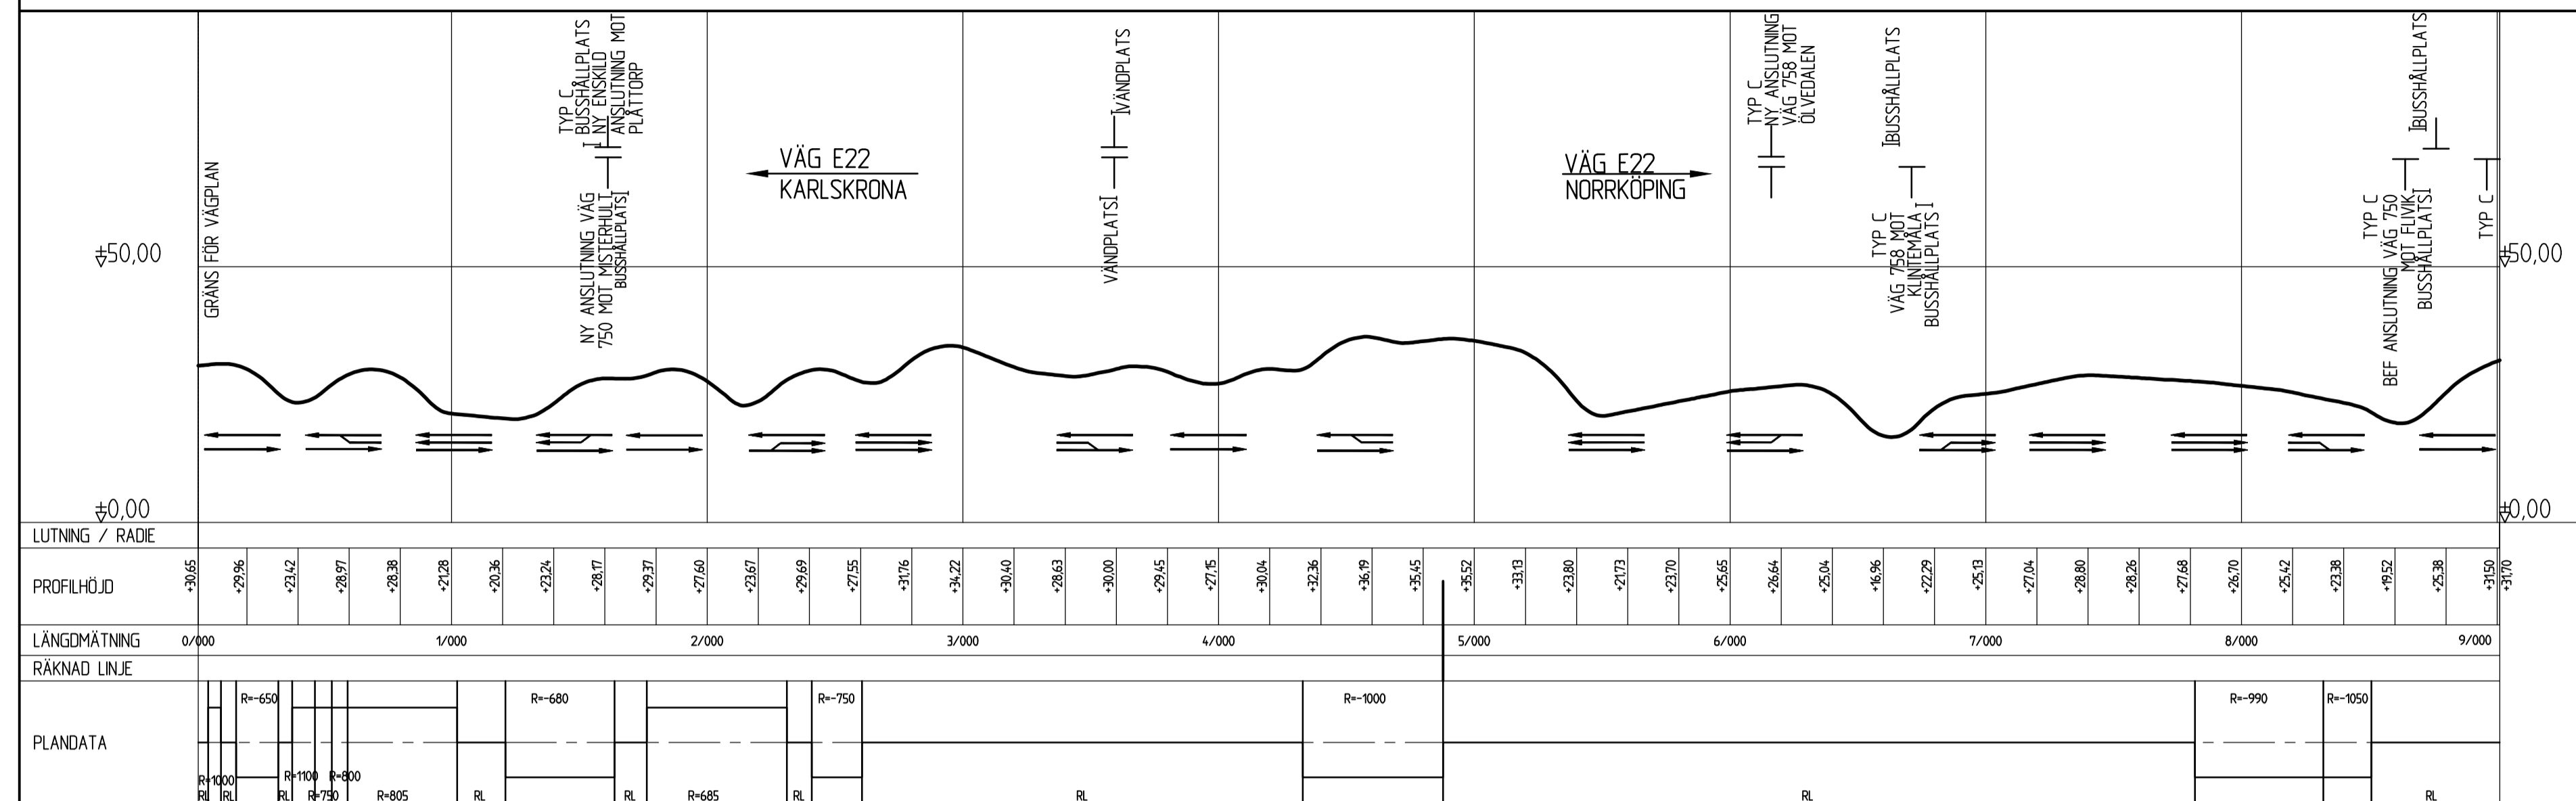 TYP C
BUSSHÅLLPLATS
NY ENSKILD
ANSLUTNING MOT
PLÅTTORP
VÄNDPLATS
TYP C
NY ANSLUTNING
VÄG 758 MOT
ÖLVEDALEN
BUSSHÅLLPLATS
BUSSHÅLLPLATS
GRÄNS FÖR VÄGPLAN
VÄG E22
KARLSKRONA
VÄG E22
NORRKÖPING
NY ANSLUTNING VÄG
750 MOT MISTERHULT
BUSSHÅLLPLATS
VÄNDPLATS
TYP C
VÄG 758 MOT
KLINTEMÅLA
BUSSHÅLLPLATS
TYP C
BEF ANSLUTNING VÄG 750
MOT FLIVIK
BUSSHÅLLPLATS
TYP C
±50,00
±50,00
±0,00
±0,00
LUTNING / RADIE
PROFILHÖJD
+30,65
+29,96
+23,42
+28,97
+28,38
+21,28
+20,36
+23,24
+28,17
+29,37
+27,60
+23,67
+29,69
+27,55
+31,76
+34,22
+30,40
+28,63
+30,00
+29,45
+27,15
+30,04
+32,36
+36,19
+35,45
+35,52
+33,13
+23,80
+21,73
+23,70
+25,65
+26,64
+25,04
+16,96
+22,29
+25,13
+27,04
+28,80
+28,26
+27,68
+26,70
+25,42
+23,38
+19,52
+25,38
+31,50
+31,70
LÄNGDMÄTNING
0/000 1/000 2/000 3/000 4/000 5/000 6/000 7/000 8/000 9/000
RÄKNAD LINJE
R=-650 R=-680 R=-750 R=-1000 R=-990 R=-1050
PLANDATA
R=1000 R=1100 R=800
RL RL RL R=750 R=805 RL RL R=685 RL RL RL RL